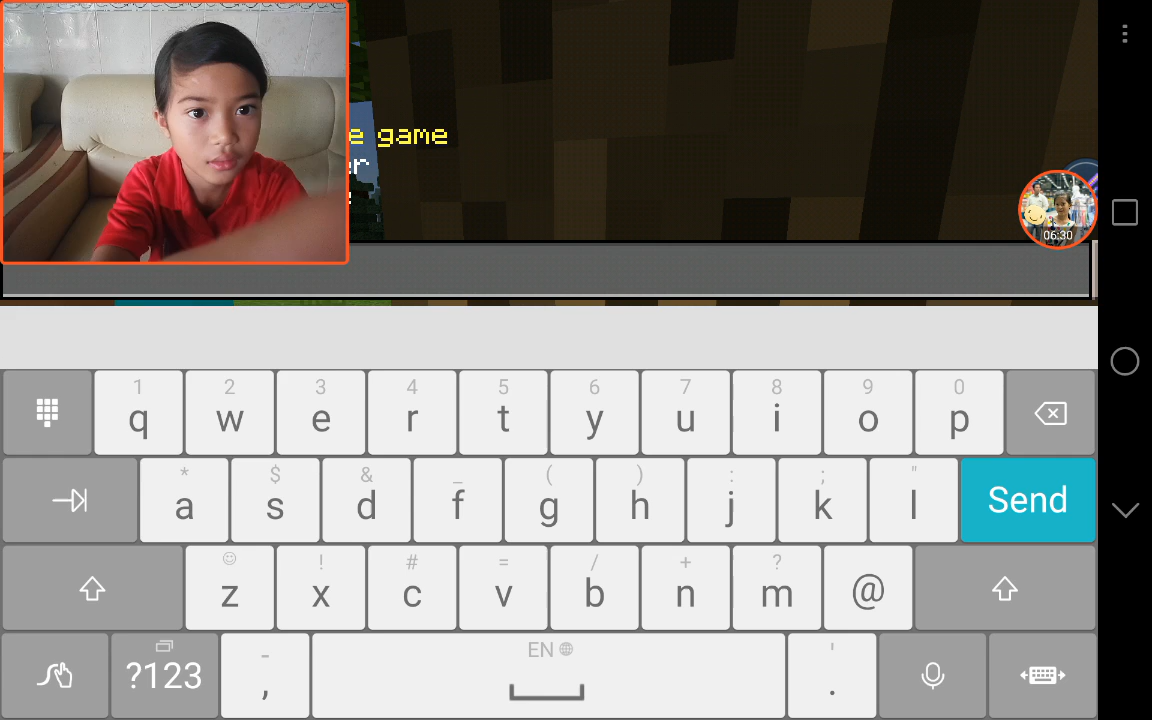 e game
er
06:30
1 2 3 4 5 6 7 8 9 0
q w e r t y u i o p
* $ & _ ( ) : ; "
a s d f g h j k l Send
! # c = / + ?
z x c v b n m @
EN
?123 - , ' .